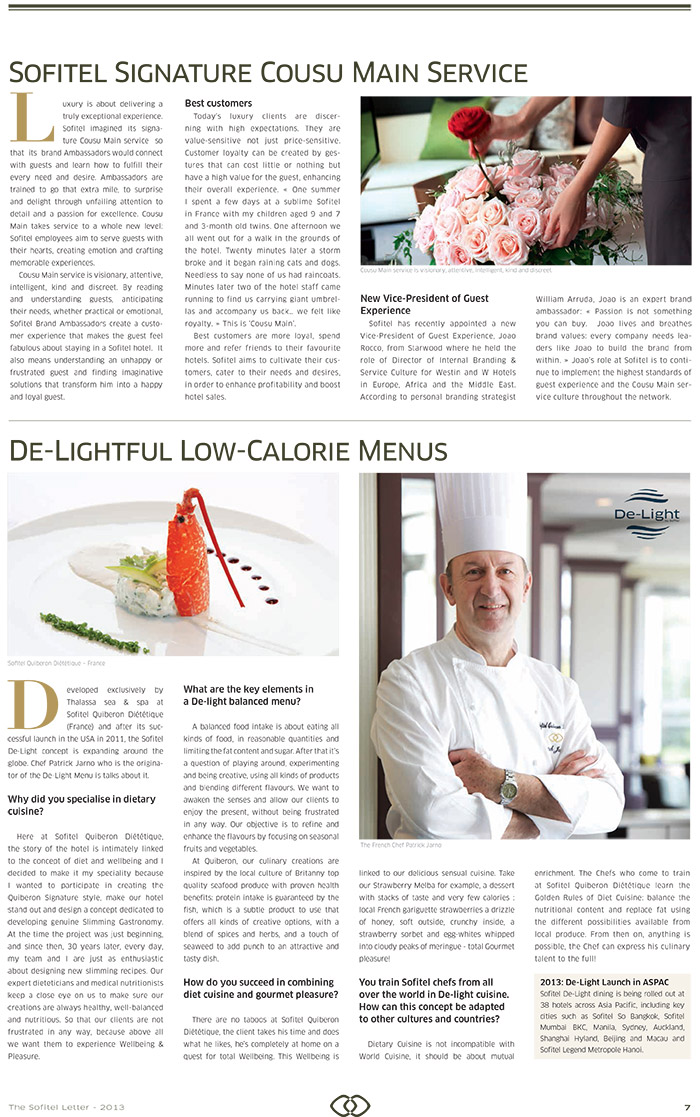 SOFITEL SIGNATURE COUSU MAIN SERVICE
Luxury is about delivering a
truly exceptional experience.
Sofitel imagined its signa-
ture Cousu Main service so
that its brand Ambassadors would connect
with guests and learn how to fulfill their
every need and desire. Ambassadors are
trained to go that extra mile, to surprise
and delight through unfailing attention to
detail and a passion for excellence. Cousu
Main takes service to a whole new level:
Sofitel employees aim to serve guests with
their hearts, creating emotion and crafting
memorable experiences.
Cousu Main service is visionary, attentive,
intelligent, kind and discreet. By reading
and understanding guests, anticipating
their needs, whether practical or emotional,
Sofitel Brand Ambassadors create a custo-
mer experience that makes the guest feel
fabulous about staying in a Sofitel hotel. It
also means understanding an unhappy or
frustrated guest and finding imaginative
solutions that transform him into a happy
and loyal guest.
Best customers
Today's luxury clients are discer-
ning with high expectations. They are
value-sensitive not just price-sensitive.
Customer loyalty can be created by ges-
tures that can cost little or nothing but
have a high value for the guest, enhancing
their overall experience. « One summer
I spent a few days at a sublime Sofitel
in France with my children aged 9 and 7
and 3-month old twins. One afternoon we
all went out for a walk in the grounds of
the hotel. Twenty minutes later a storm
broke and it began raining cats and dogs.
Needless to say none of us had raincoats.
Minutes later two of the hotel staff came
running to find us carrying giant umbrel-
las and accompany us back... we felt like
royalty. » This is 'Cousu Main'.
Best customers are more loyal, spend
more and refer friends to their favourite
hotels. Sofitel aims to cultivate their cus-
tomers, cater to their needs and desires,
in order to enhance profitability and boost
hotel sales.
Cousu Main service is visionary, attentive, intelligent, kind and discreet
New Vice-President of Guest
Experience
Sofitel has recently appointed a new
Vice-President of Guest Experience, Joao
Rocco, from Starwood where he held the
role of Director of Internal Branding &
Service Culture for Westin and W Hotels
in Europe, Africa and the Middle East.
According to personal branding strategist
William Arruda, Joao is an expert brand
ambassador: « Passion is not something
you can buy. Joao lives and breathes
brand values: every company needs lea-
ders like Joao to build the brand from
within. » Joao's role at Sofitel is to conti-
nue to implement the highest standards of
guest experience and the Cousu Main ser-
vice culture throughout the network.
DE-LIGHTFUL LOW-CALORIE MENUS
De-Light
by Sofitel
Sofitel Quiberon Diététique - France
Developed exclusively by
Thalassa sea & spa at
Sofitel Quiberon Diététique
(France) and after its suc-
cessful launch in the USA in 2011, the Sofitel
De-Light concept is expanding around the
globe. Chef Patrick Jarno who is the origina-
tor of the De-Light Menu is talks about it.
Why did you specialise in dietary
cuisine?
Here at Sofitel Quiberon Diététique,
the story of the hotel is intimately linked
to the concept of diet and wellbeing and I
decided to make it my speciality because
I wanted to participate in creating the
Quiberon Signature style, make our hotel
stand out and design a concept dedicated to
developing genuine Slimming Gastronomy.
At the time the project was just beginning,
and since then, 30 years later, every day,
my team and I are just as enthusiastic
about designing new slimming recipes. Our
expert dieteticians and medical nutritionists
keep a close eye on us to make sure our
creations are always healthy, well-balanced
and nutritious. So that our clients are not
frustrated in any way, because above all
we want them to experience Wellbeing &
Pleasure.
What are the key elements in
a De-light balanced menu?
A balanced food intake is about eating all
kinds of food, in reasonable quantities and
limiting the fat content and sugar. After that it's
a question of playing around, experimenting
and being creative, using all kinds of products
and blending different flavours. We want to
awaken the senses and allow our clients to
enjoy the present, without being frustrated
in any way. Our objective is to refine and
enhance the flavours by focusing on seasonal
fruits and vegetables.
At Quiberon, our culinary creations are
inspired by the local culture of Britanny top
quality seafood produce with proven health
benefits: protein intake is guaranteed by the
fish, which is a subtle product to use that
offers all kinds of creative options, with a
blend of spices and herbs, and a touch of
seaweed to add punch to an attractive and
tasty dish.
How do you succeed in combining
diet cuisine and gourmet pleasure?
There are no taboos at Sofitel Quiberon
Diététique, the client takes his time and does
what he likes, he's completely at home on a
quest for total Wellbeing. This Wellbeing is
The French Chef Patrick Jarno
linked to our delicious sensual cuisine. Take
our Strawberry Melba for example, a dessert
with stacks of taste and very few calories :
local French gariguette strawberries a drizzle
of honey, soft outside, crunchy inside, a
strawberry sorbet and egg-whites whipped
into cloudy peaks of meringue - total Gourmet
pleasure!
You train Sofitel chefs from all
over the world in De-light cuisine.
How can this concept be adapted
to other cultures and countries?
Dietary Cuisine is not incompatible with
World Cuisine, it should be about mutual
enrichment. The Chefs who come to train
at Sofitel Quiberon Diététique learn the
Golden Rules of Diet Cuisine: balance the
nutritional content and replace fat using
the different possibilities available from
local produce. From then on, anything is
possible, the Chef can express his culinary
talent to the full!
2013: De-Light Launch in ASPAC
Sofitel De-Light dining is being rolled out at
38 hotels across Asia Pacific, including key
cities such as Sofitel So Bangkok, Sofitel
Mumbai BKC, Manila, Sydney, Auckland,
Shanghai Hyland, Beijing and Macau and
Sofitel Legend Metropole Hanoi.
The Sofitel Letter - 2013
7